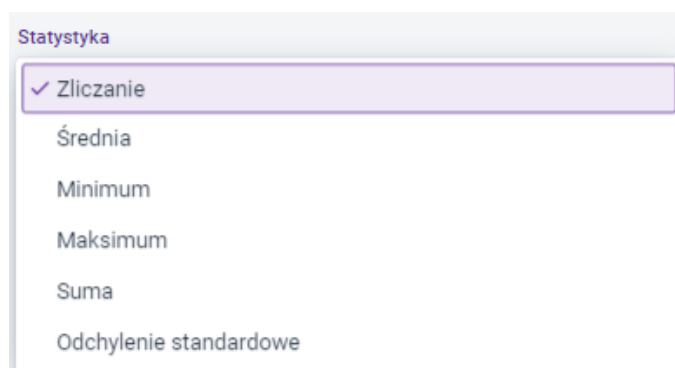 Statystyka
Zliczanie
Średnia
Minimum
Maksimum
Suma
Odchylenie standardowe